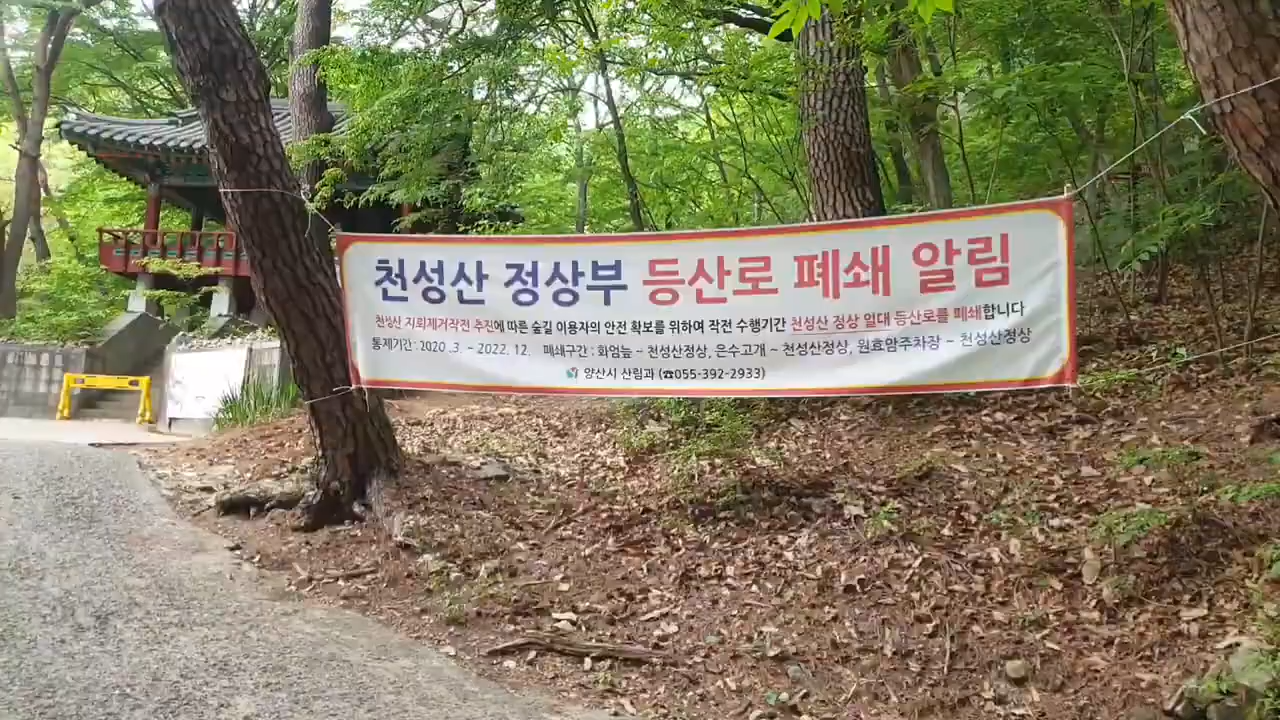 천성산 정상부 등산로 폐쇄 알림
천성산 지뢰제거작전 추진에 따른 숲길 이용자의 안전 확보를 위하여 작전 수행기간 천성산 정상 일대 등산로를 폐쇄합니다
통제기간 : 2020 .3. ~ 2022. 12. 폐쇄구간 : 화엄늪 ~ 천성산정상, 은수고개 ~ 천성산정상, 원효암주차장 ~ 천성산정상
양산시 산림과 (☎055-392-2933)